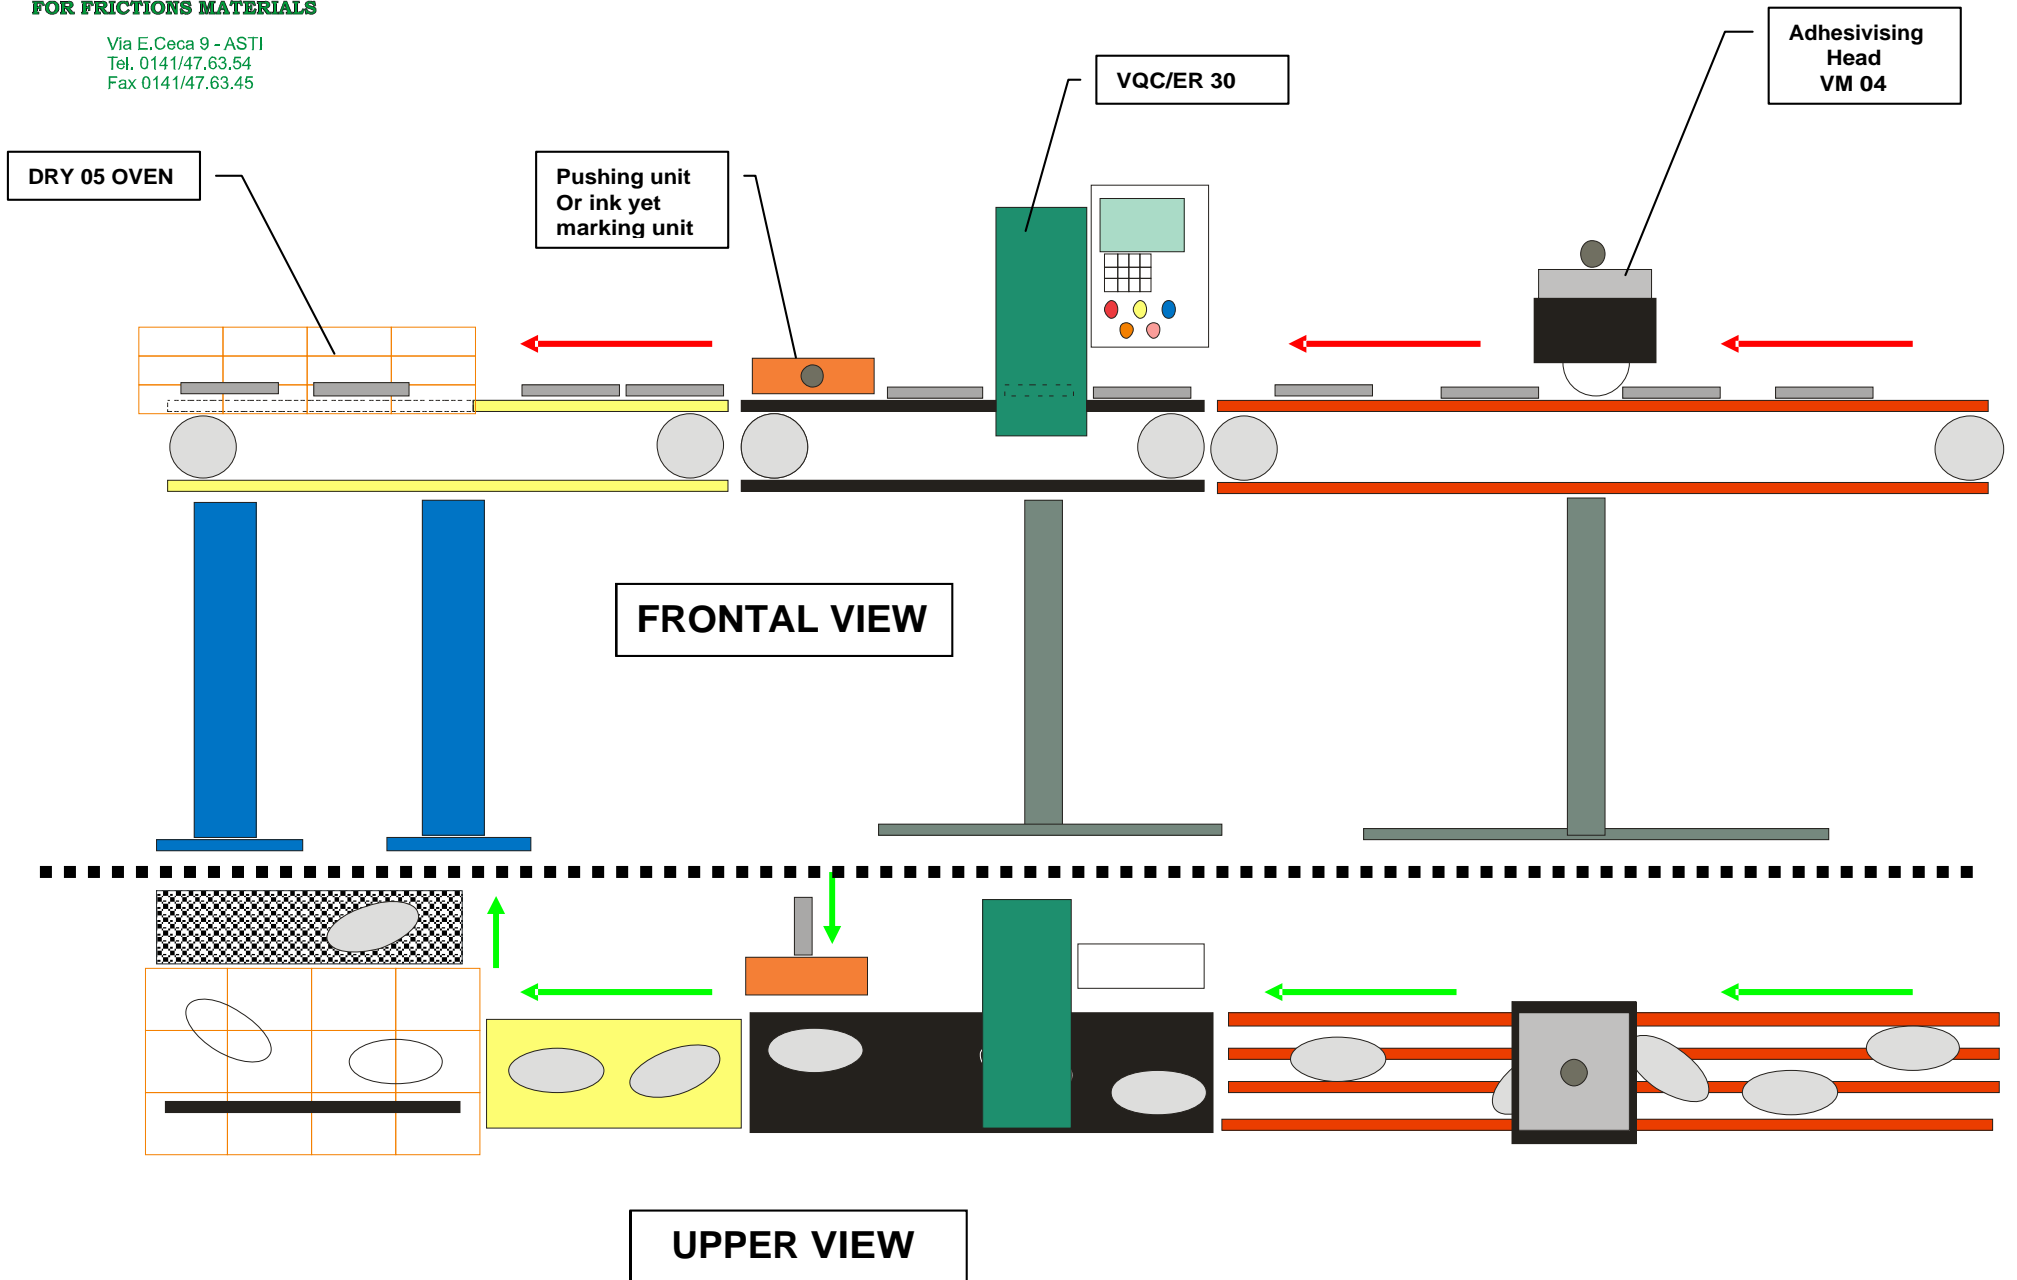 FOR FRICTIONS MATERIALS
Via E.Ceca 9 - ASTI
Tel. 0141/47.63.54
Fax 0141/47.63.45
Adhesivising
Head
VM 04
VQC/ER 30
DRY 05 OVEN
Pushing unit
Or ink yet
marking unit
FRONTAL VIEW
UPPER VIEW